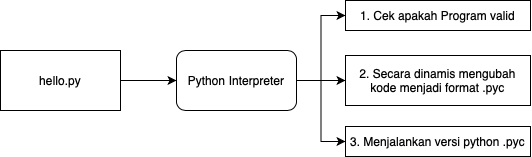 hello.py
Python Interpreter
1. Cek apakah Program valid
2. Secara dinamis mengubah
kode menjadi format .pyc
3. Menjalankan versi python .pyc